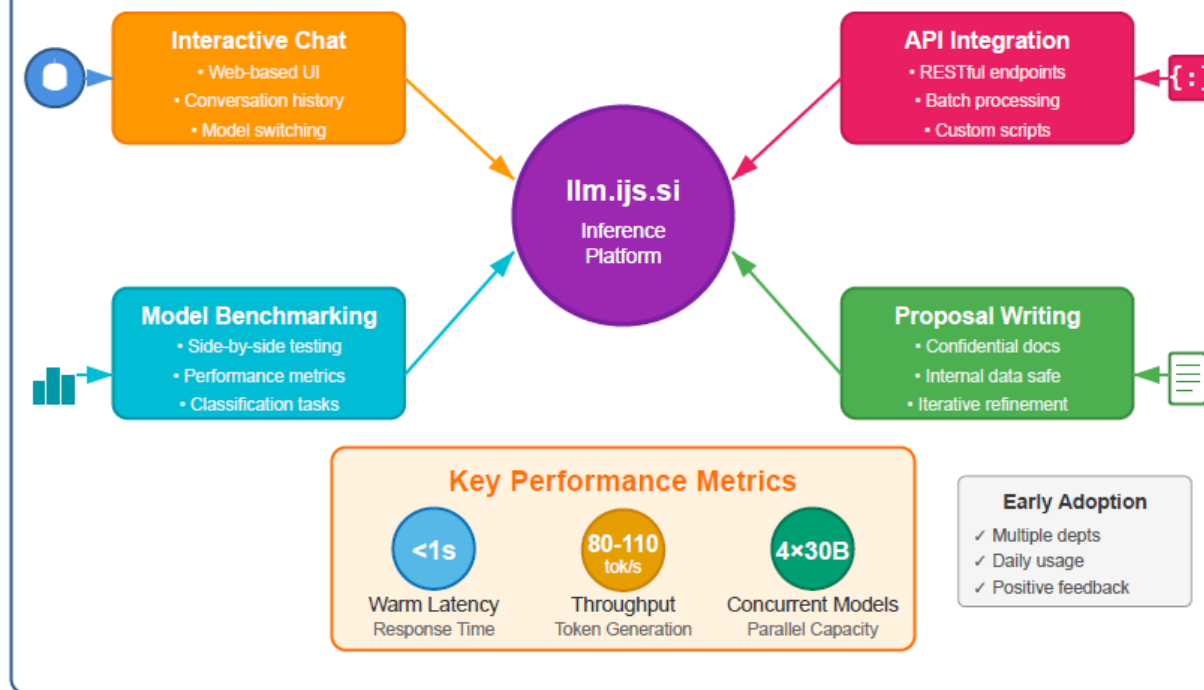 Interactive Chat
• Web-based UI
• Conversation history
• Model switching
API Integration
• RESTful endpoints
• Batch processing
• Custom scripts
{:}
llm.ijs.si
Inference
Platform
Model Benchmarking
• Side-by-side testing
• Performance metrics
• Classification tasks
Proposal Writing
• Confidential docs
• Internal data safe
• Iterative refinement
Key Performance Metrics
<1s
Warm Latency
Response Time
80-110
tok/s
Throughput
Token Generation
4×30B
Concurrent Models
Parallel Capacity
Early Adoption
✓ Multiple depts
✓ Daily usage
✓ Positive feedback